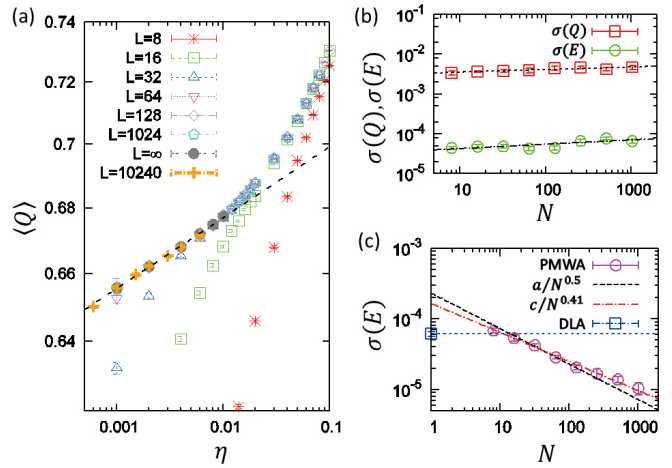 (a)
0.74
0.72
0.7
0.68
0.66
0.64
⟨Q⟩
L=8
L=16
L=32
L=64
L=128
L=1024
L=∞
L=10240
0.001
0.01
0.1
η
(b)
10⁻¹
10⁻²
10⁻³
10⁻⁴
10⁻⁵
σ(Q),σ(E)
σ(Q)
σ(E)
10
100
1000
N
(c)
10⁻³
10⁻⁴
10⁻⁵
σ(E)
PMWA
a/N⁰·⁵
c/N⁰·⁴¹
DLA
1
10
100
1000
N